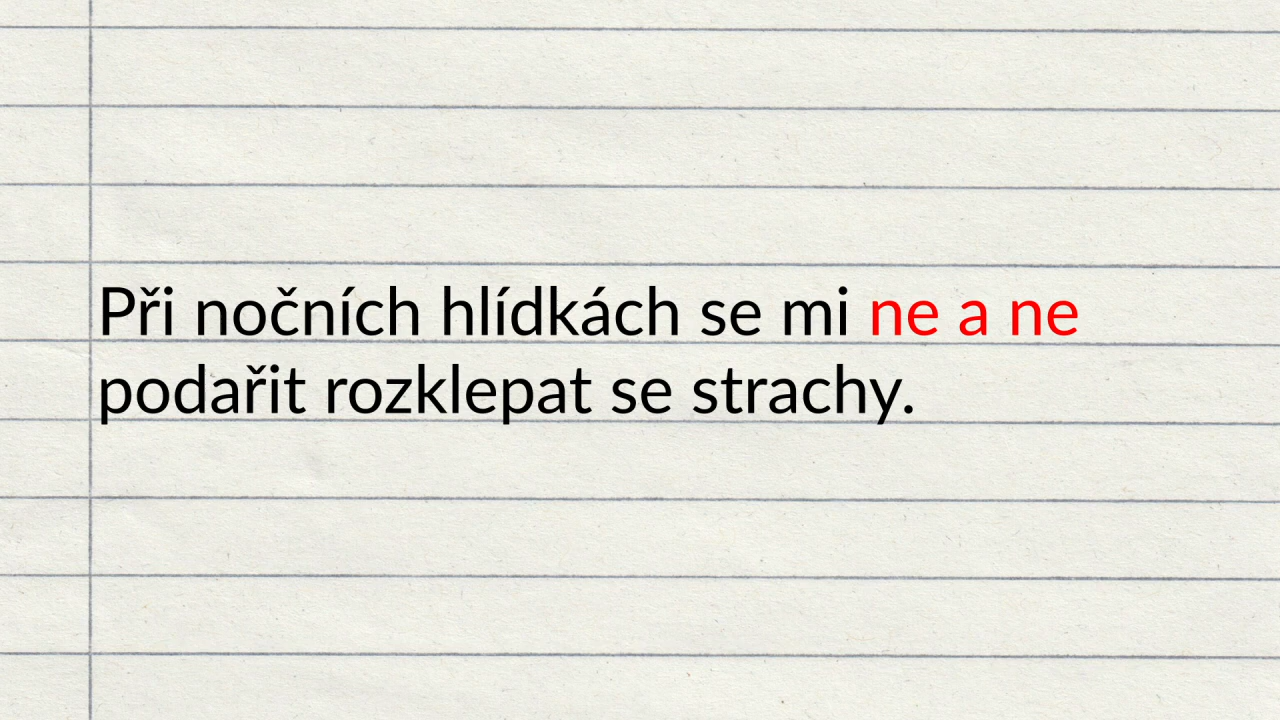 Při nočních hlídkách se mi ne a ne
podařit rozklepat se strachy.